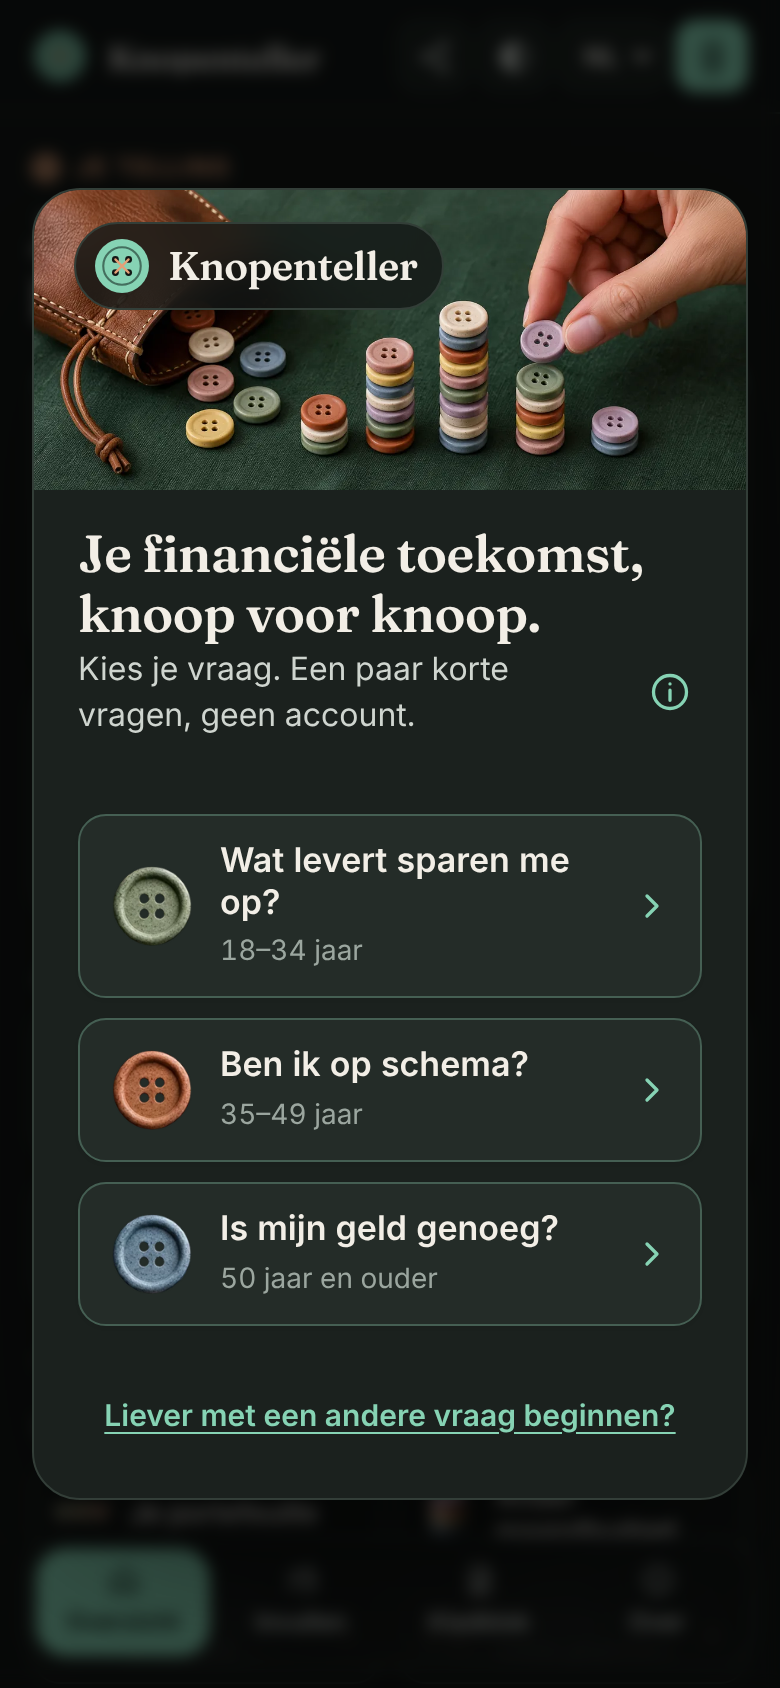 Knopenteller
Je financiële toekomst,
knoop voor knoop.
Kies je vraag. Een paar korte
vragen, geen account.
Wat levert sparen me
op?
18–34 jaar
Ben ik op schema?
35–49 jaar
Is mijn geld genoeg?
50 jaar en ouder
Liever met een andere vraag beginnen?